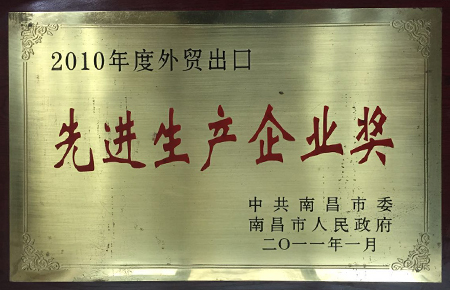 2010年度外贸出口
先进生产企业奖
中共南昌市委
南昌市人民政府
二〇一一年一月